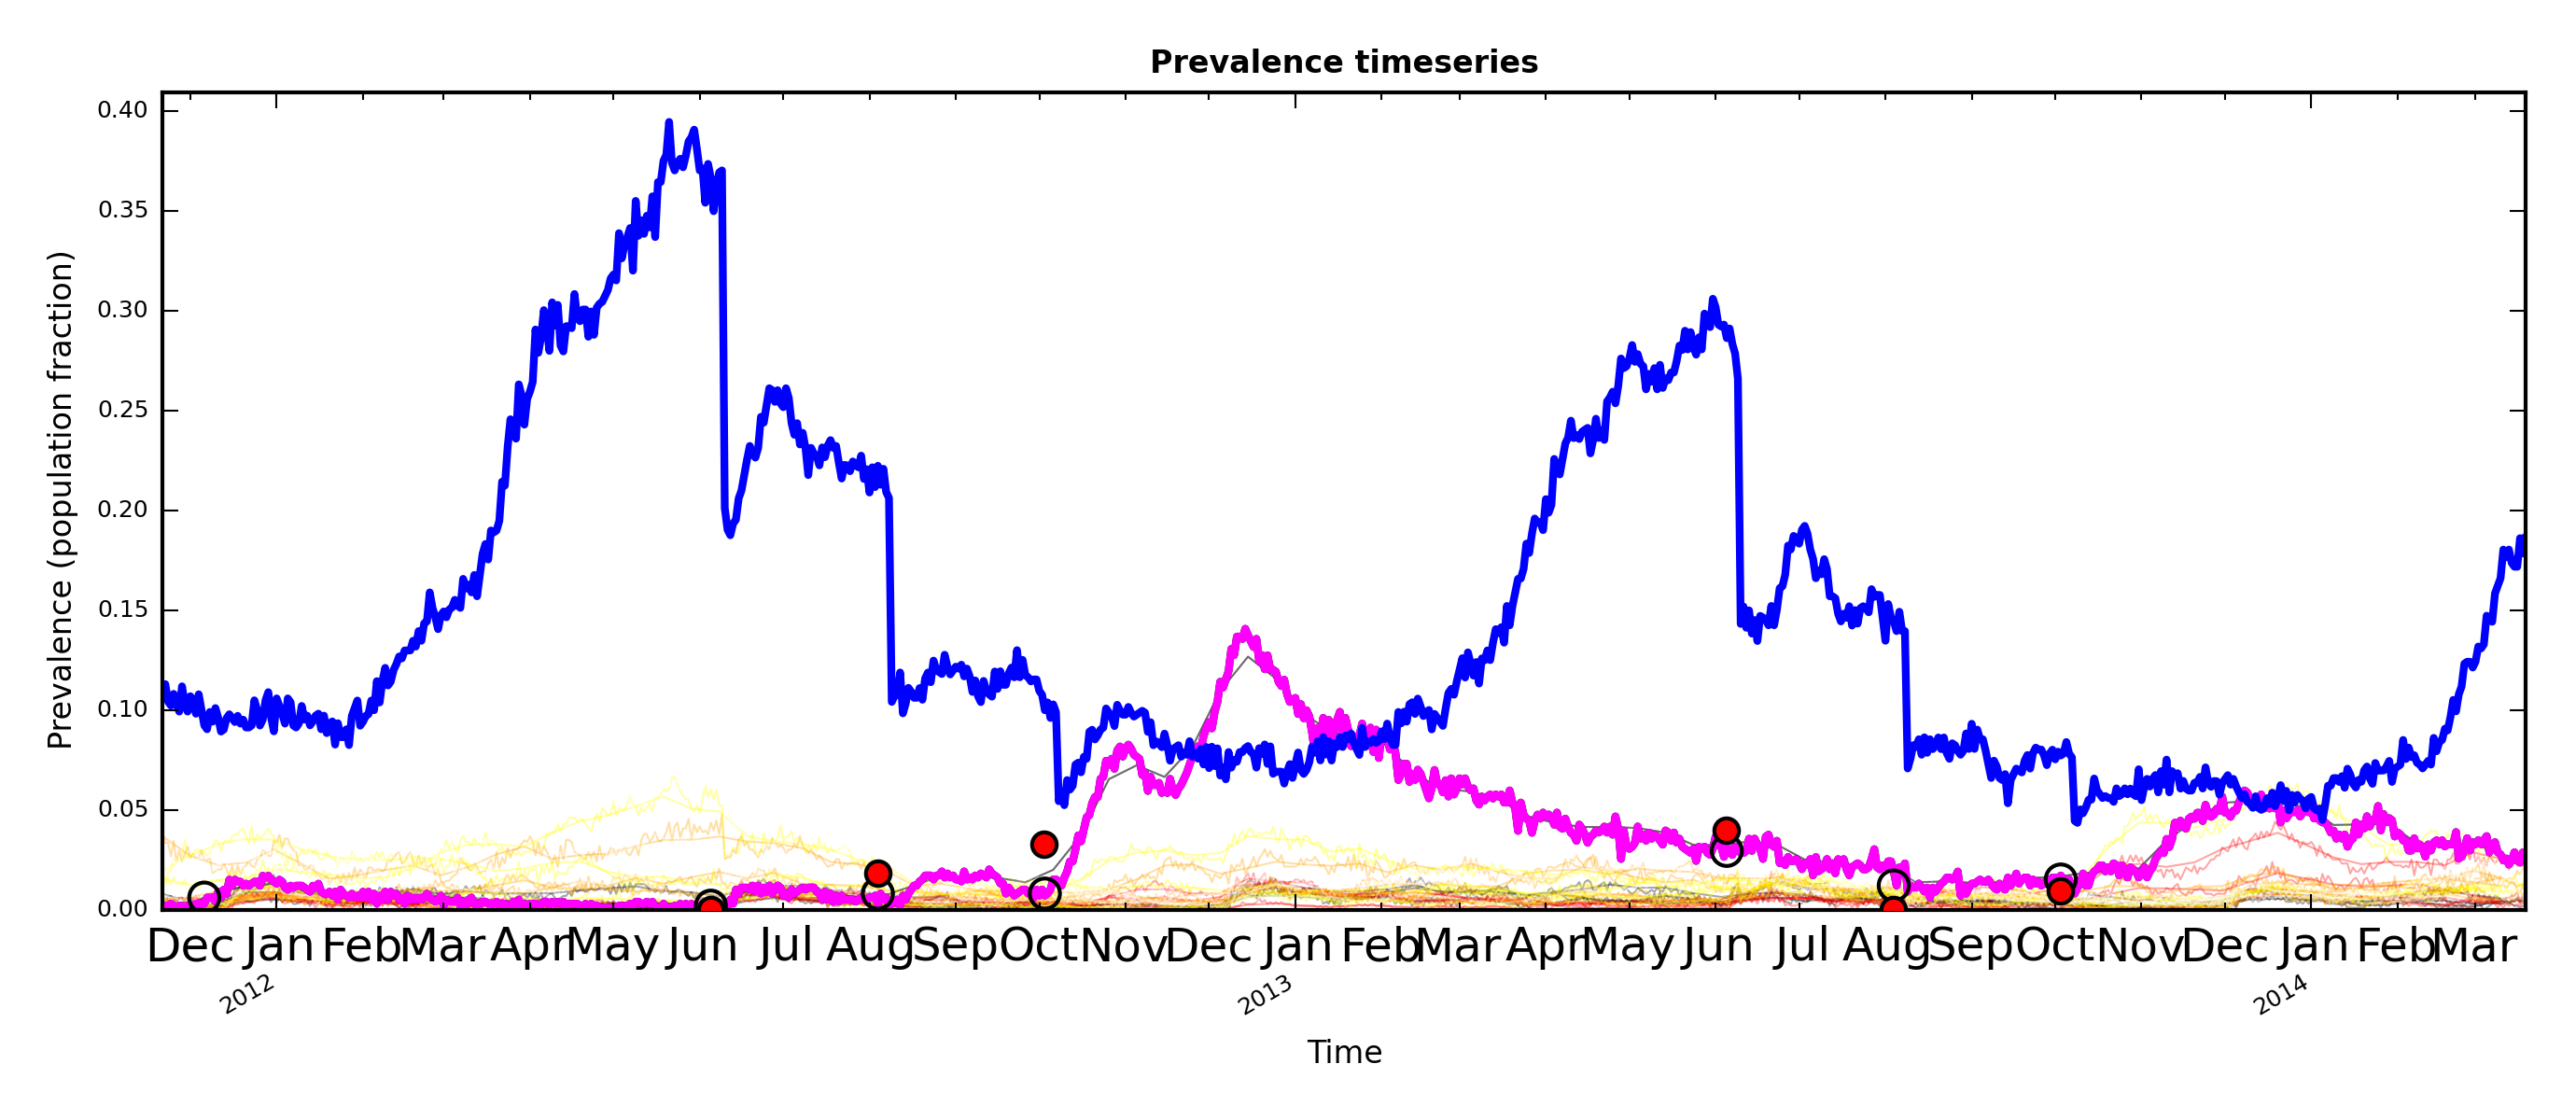 Prevalence timeseries
Prevalence (population fraction)
0.40
0.35
0.30
0.25
0.20
0.15
0.10
0.05
0.00
Dec Jan Feb Mar Apr May Jun Jul Aug Sep Oct Nov Dec Jan Feb Mar Apr May Jun Jul Aug Sep Oct Nov Dec Jan Feb Mar
2012 2013 2014
Time